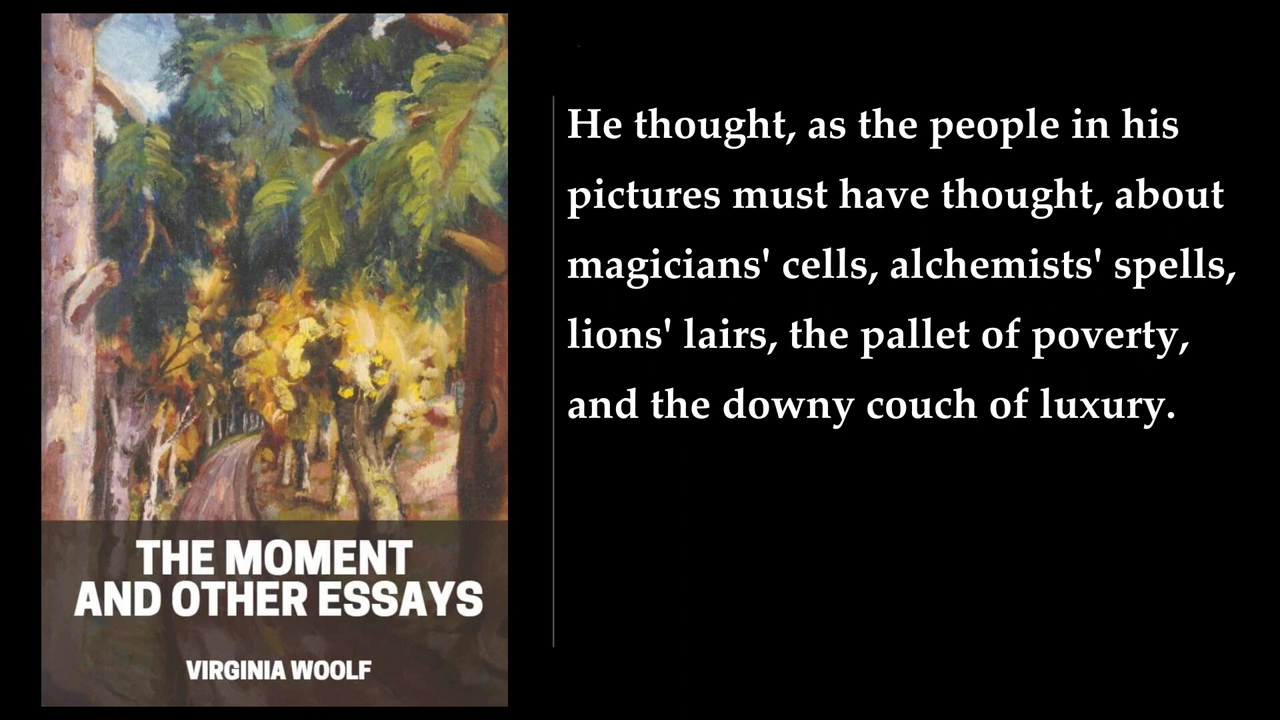 He thought, as the people in his
pictures must have thought, about
magicians' cells, alchemists' spells,
lions' lairs, the pallet of poverty,
and the downy couch of luxury.
THE MOMENT
AND OTHER ESSAYS
VIRGINIA WOOLF